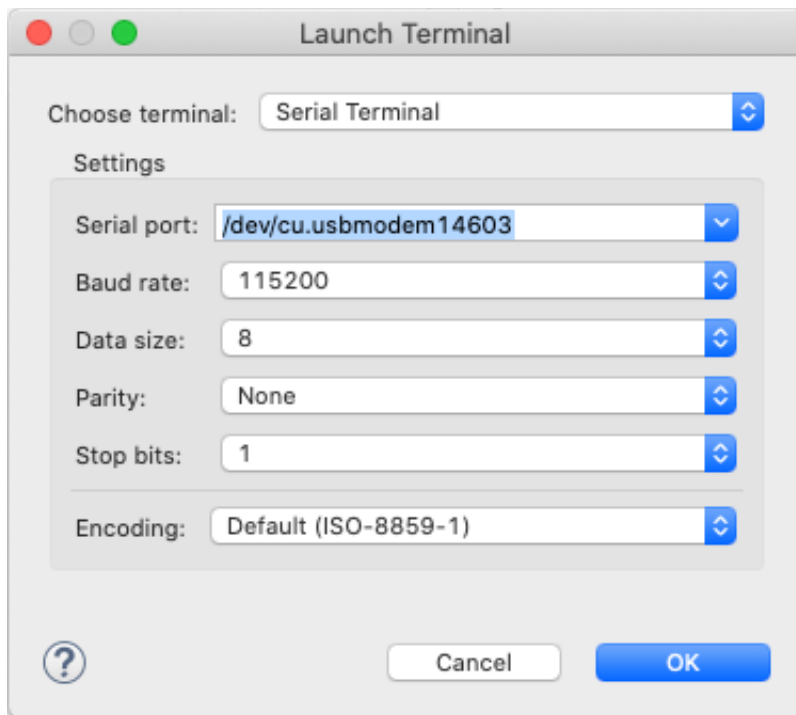 Launch Terminal
Choose terminal: Serial Terminal
Settings
Serial port: /dev/cu.usbmodem14603
Baud rate: 115200
Data size: 8
Parity: None
Stop bits: 1
Encoding: Default (ISO-8859-1)
? Cancel OK